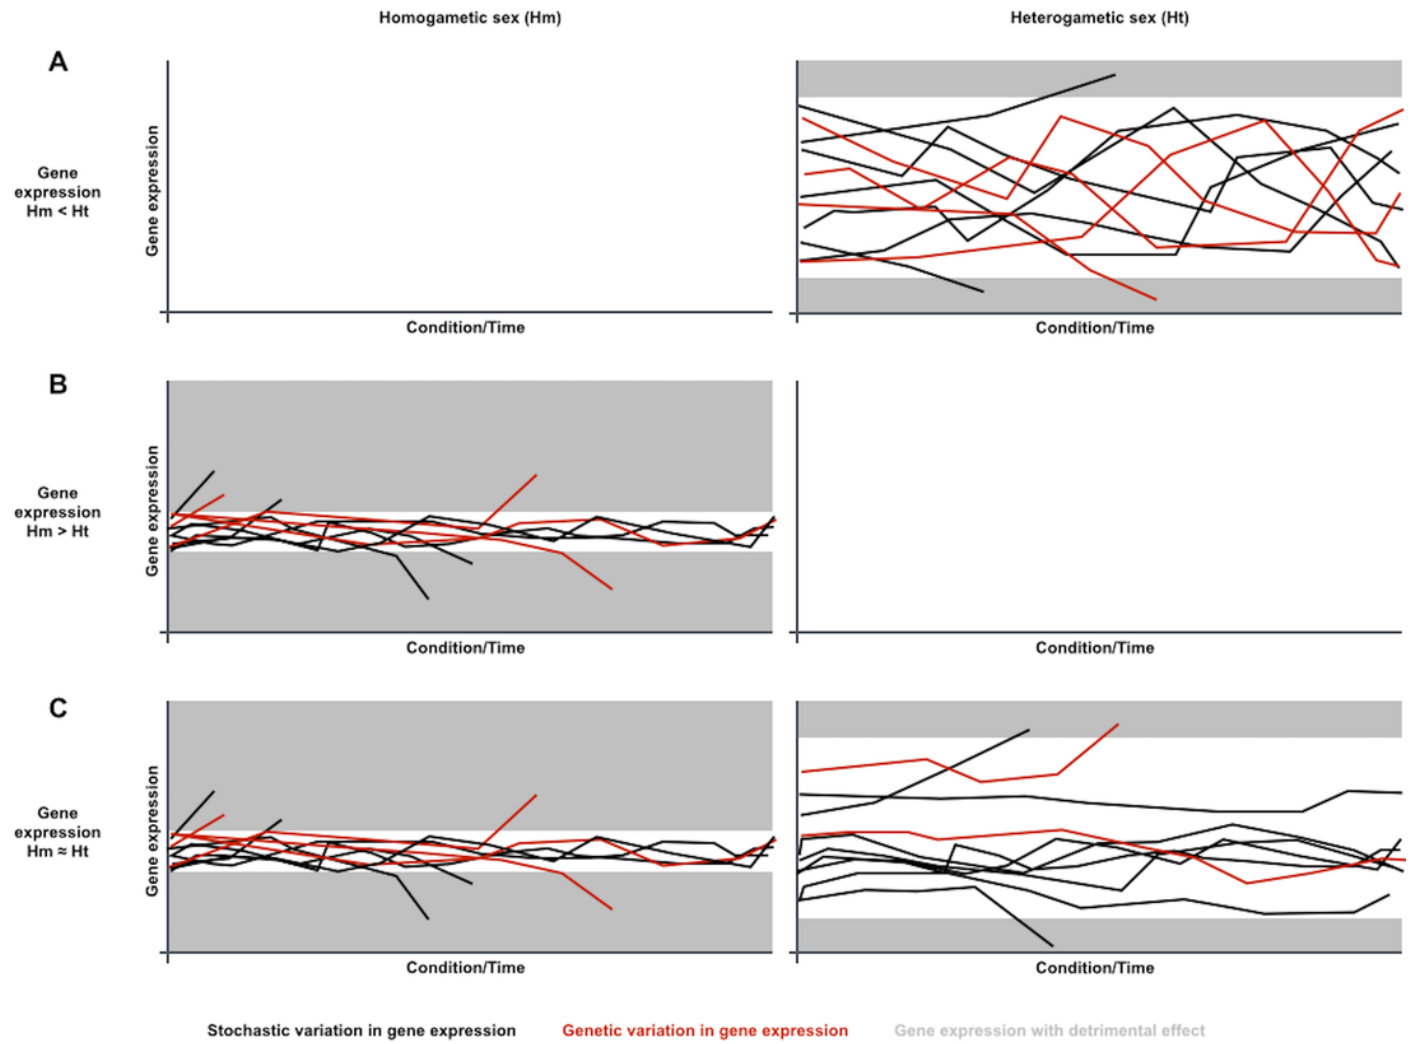 Homogametic sex (Hm)
Heterogametic sex (Ht)
A
Gene
expression
Hm < Ht
Gene expression
Condition/Time
Gene expression
Condition/Time
B
Gene
expression
Hm > Ht
Gene expression
Condition/Time
Condition/Time
C
Gene
expression
Hm ≈ Ht
Gene expression
Condition/Time
Condition/Time
Stochastic variation in gene expression
Genetic variation in gene expression
Gene expression with detrimental effect